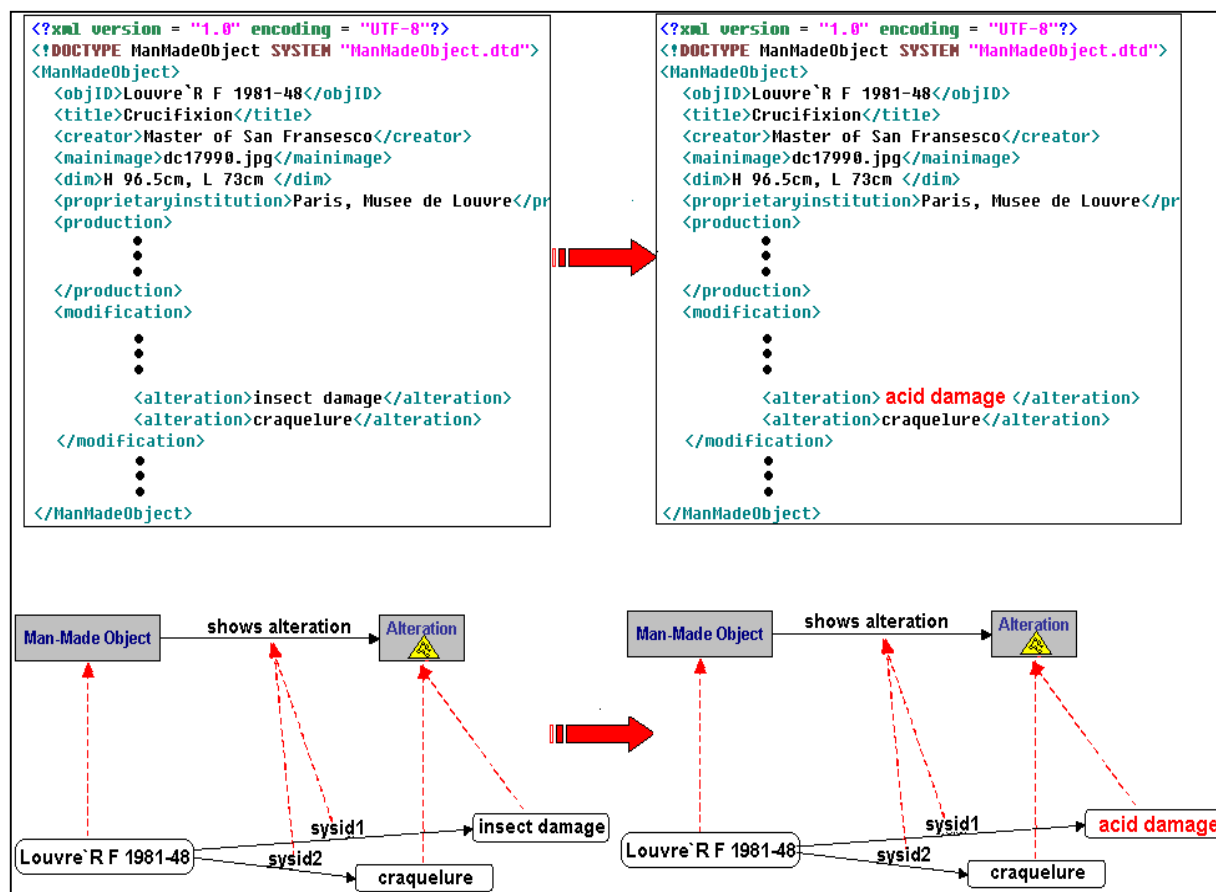 <?xml version = "1.0" encoding = "UTF-8"?>
<!DOCTYPE ManMadeObject SYSTEM "ManMadeObject.dtd">
<ManMadeObject>
<objID>Louvre`R F 1981-48</objID>
<title>Crucifixion</title>
<creator>Master of San Fransesco</creator>
<mainimage>dc17990.jpg</mainimage>
<dim>H 96.5cm, L 73cm </dim>
<proprietaryinstitution>Paris, Musee de Louvre</pr
<production>
</production>
<modification>
<alteration>insect damage</alteration>
<alteration>craquelure</alteration>
</modification>
</ManMadeObject>
<?xml version = "1.0" encoding = "UTF-8"?>
<!DOCTYPE ManMadeObject SYSTEM "ManMadeObject.dtd">
<ManMadeObject>
<objID>Louvre`R F 1981-48</objID>
<title>Crucifixion</title>
<creator>Master of San Fransesco</creator>
<mainimage>dc17990.jpg</mainimage>
<dim>H 96.5cm, L 73cm </dim>
<proprietaryinstitution>Paris, Musee de Louvre</pr
<production>
</production>
<modification>
<alteration> acid damage </alteration>
<alteration>craquelure</alteration>
</modification>
</ManMadeObject>
Man-Made Object
shows alteration
Alteration
sysid1
insect damage
Louvre`R F 1981-48
sysid2
craquelure
Man-Made Object
shows alteration
Alteration
sysid1
acid damage
Louvre`R F 1981-48
sysid2
craquelure